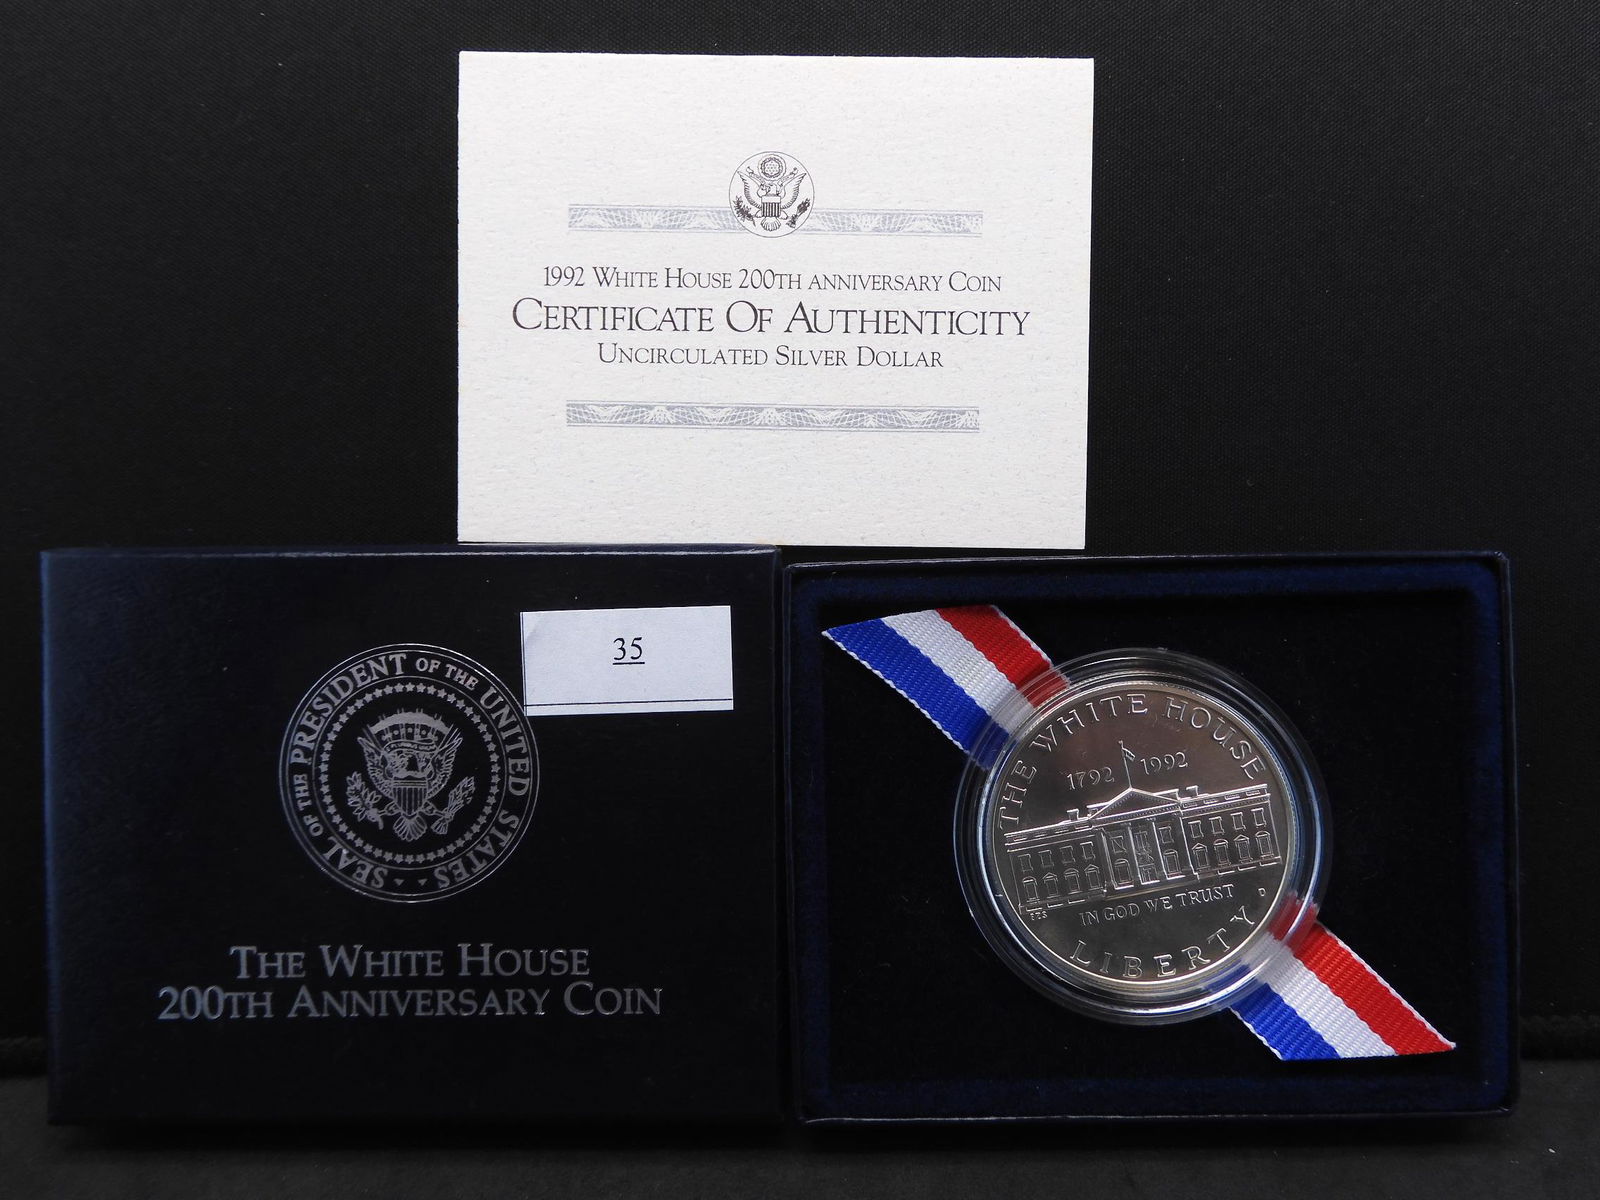 1992 WHITE HOUSE 200TH ANNIVERSARY COIN
CERTIFICATE OF AUTHENTICITY
UNCIRCULATED SILVER DOLLAR
35
SEAL OF THE PRESIDENT OF THE UNITED STATES
THE WHITE HOUSE
200TH ANNIVERSARY COIN
THE WHITE HOUSE
1792 1992
IN GOD WE TRUST
D
LIBERTY